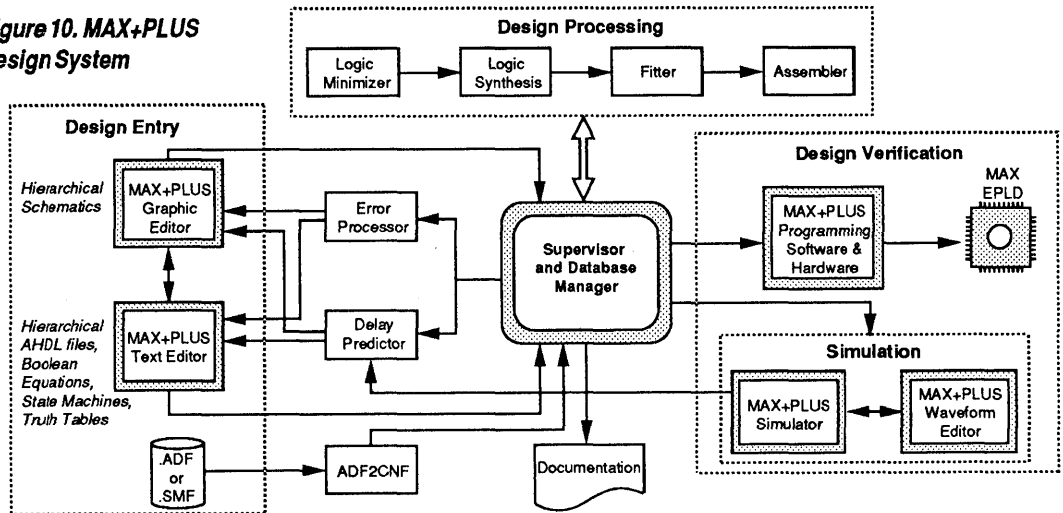 igure 10. MAX+PLUS
esign System
Design Processing
Logic
Minimizer
Logic
Synthesis
Fitter
Assembler
Design Entry
Hierarchical
Schematics
MAX+PLUS
Graphic
Editor
Hierarchical
AHDL files,
Boolean
Equations,
State Machines,
Truth Tables
MAX+PLUS
Text Editor
.ADF
or
.SMF
Error
Processor
Delay
Predictor
ADF2CNF
Supervisor
and Database
Manager
Documentation
Design Verification
MAX+PLUS
Programming
Software &
Hardware
MAX
EPLD
Simulation
MAX+PLUS
Simulator
MAX+PLUS
Waveform
Editor